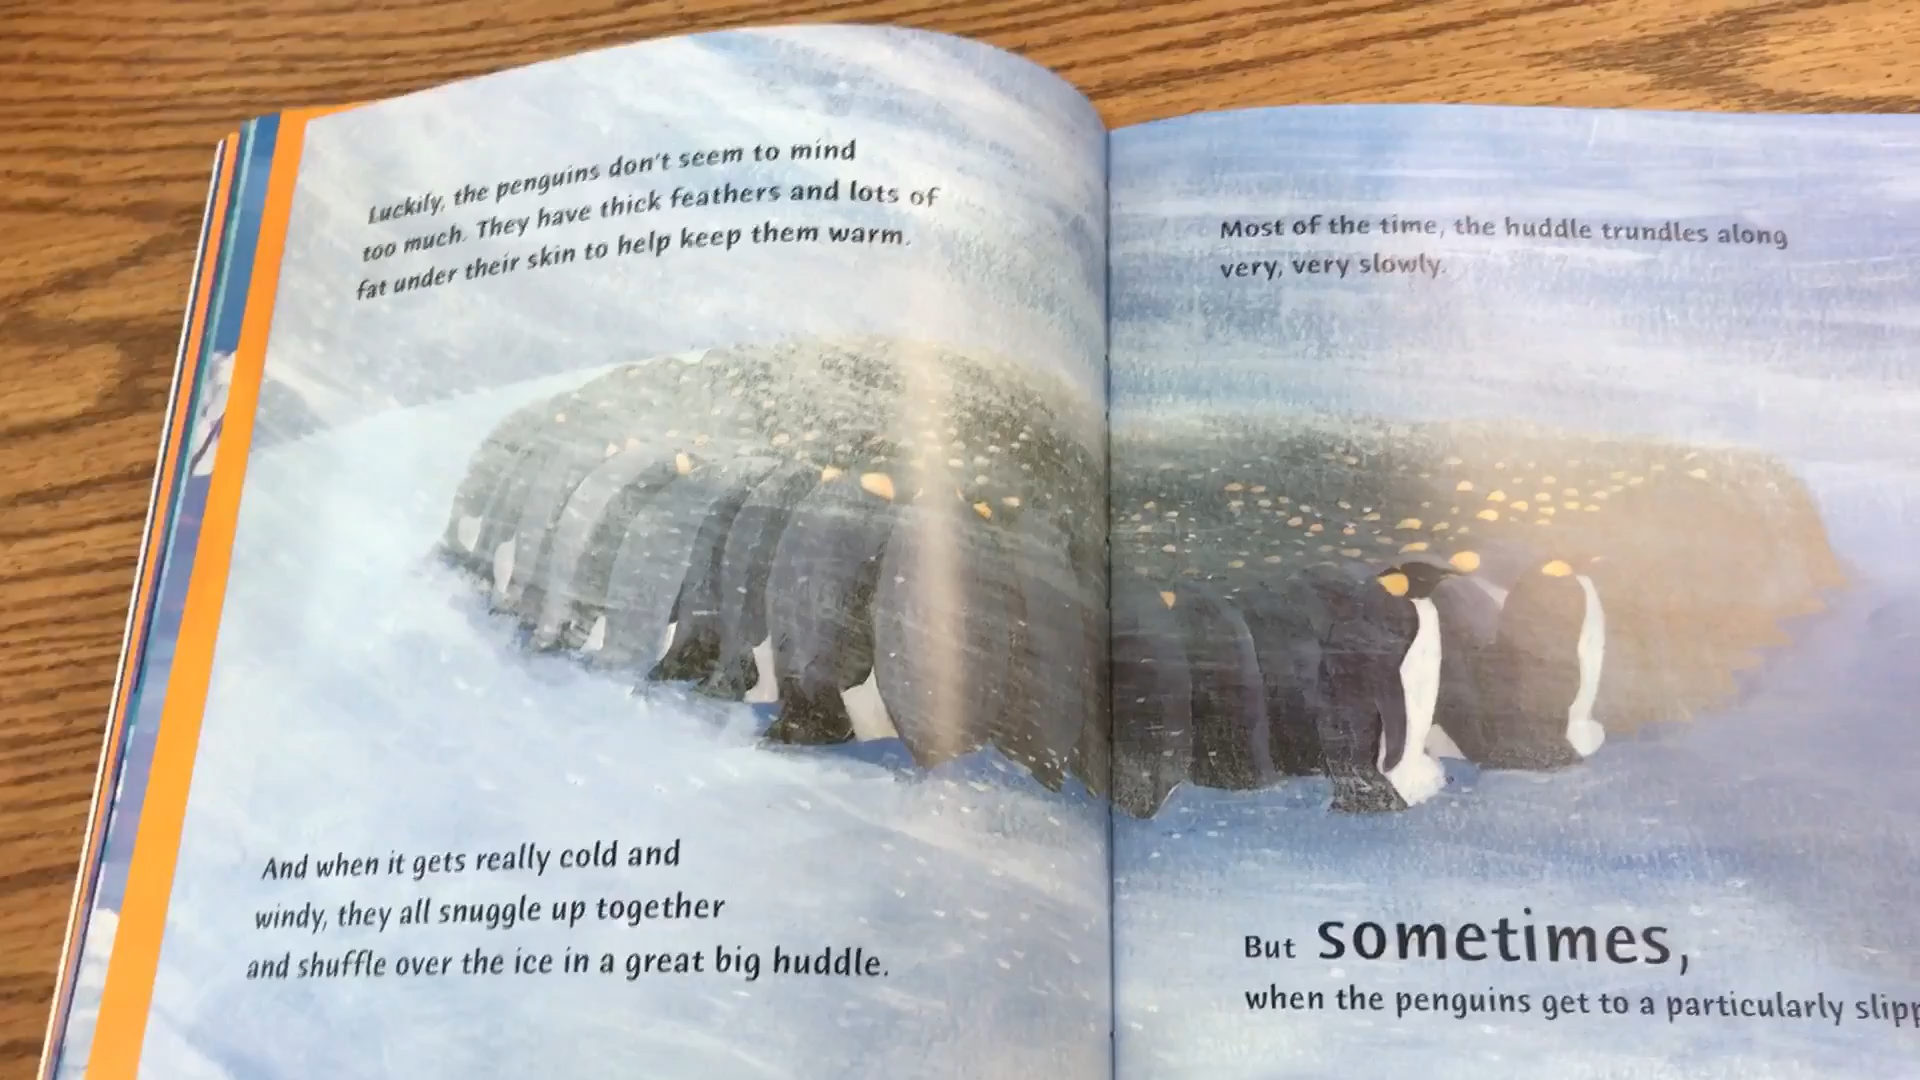 Luckily, the penguins don't seem to mind
too much. They have thick feathers and lots of
fat under their skin to help keep them warm.
And when it gets really cold and
windy, they all snuggle up together
and shuffle over the ice in a great big huddle.
Most of the time, the huddle trundles along
very, very slowly.
But sometimes,
when the penguins get to a particularly